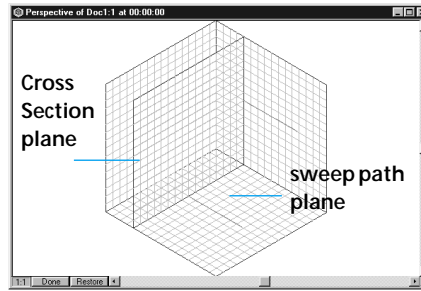 Perspective of Doc1:1 at 00:00:00
Cross
Section
plane
sweep path
plane
1:1 Done Restore